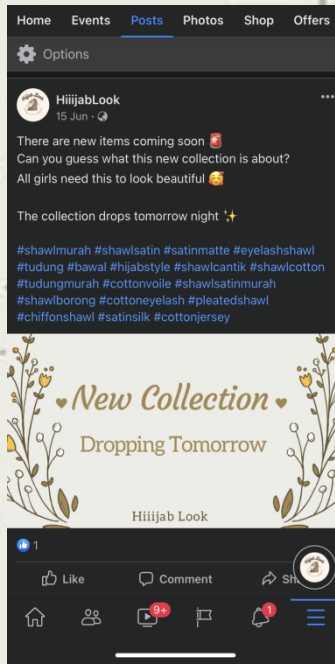 Home Events Posts Photos Shop Offers
Options
HiiijabLook
15 Jun ·
There are new items coming soon 🚨
Can you guess what this new collection is about?
All girls need this to look beautiful 🥰
The collection drops tomorrow night ✨
#shawlmurah #shawlsatin #satinmatte #eyelashshawl
#tudung #bawal #hijabstyle #shawlcantik #shawlcotton
#tudungmurah #cottonvoile #shawlsatinmurah
#shawlborong #cottoneyelash #pleatedshawl
#chiffonshawl #satinsilk #cottonjersey
New Collection
Dropping Tomorrow
Hiiijab Look
1
Like Comment Sh
9+ 1